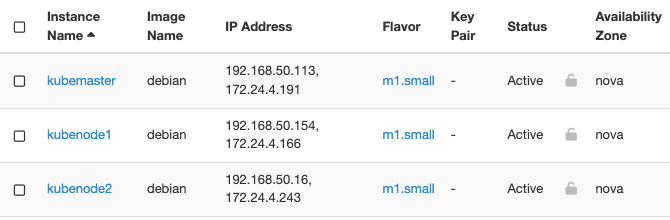 Instance Name Image Name IP Address Flavor Key Pair Status Availability Zone
kubemaster debian 192.168.50.113, 172.24.4.191 m1.small - Active nova
kubenode1 debian 192.168.50.154, 172.24.4.166 m1.small - Active nova
kubenode2 debian 192.168.50.16, 172.24.4.243 m1.small - Active nova